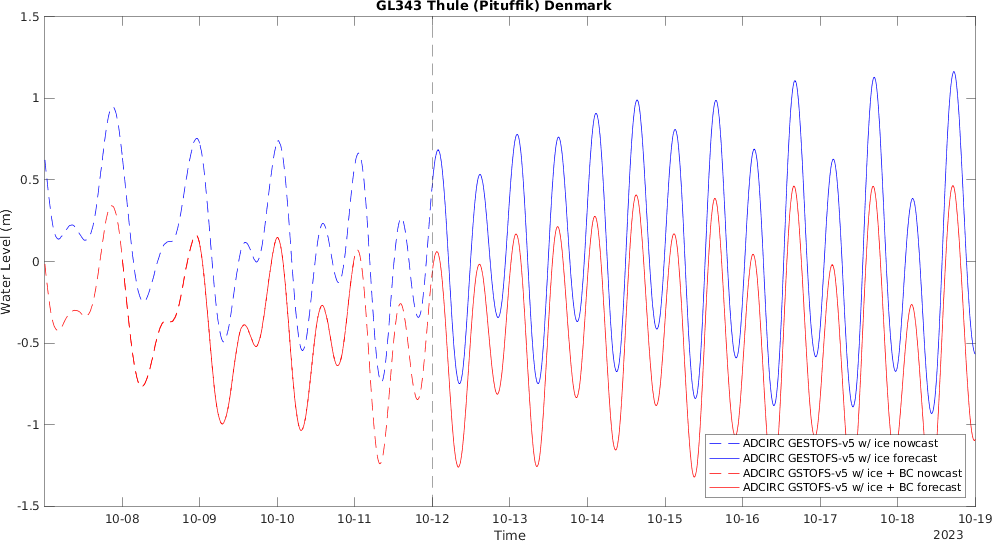 GL343 Thule (Pituffik) Denmark
1.5
1
0.5
0
-0.5
-1
-1.5
Water Level (m)
10-08 10-09 10-10 10-11 10-12 10-13 10-14 10-15 10-16 10-17 10-18 10-19
Time
2023
ADCIRC GESTOFS-v5 w/ ice nowcast
ADCIRC GESTOFS-v5 w/ ice forecast
ADCIRC GSTOFS-v5 w/ ice + BC nowcast
ADCIRC GSTOFS-v5 w/ ice + BC forecast